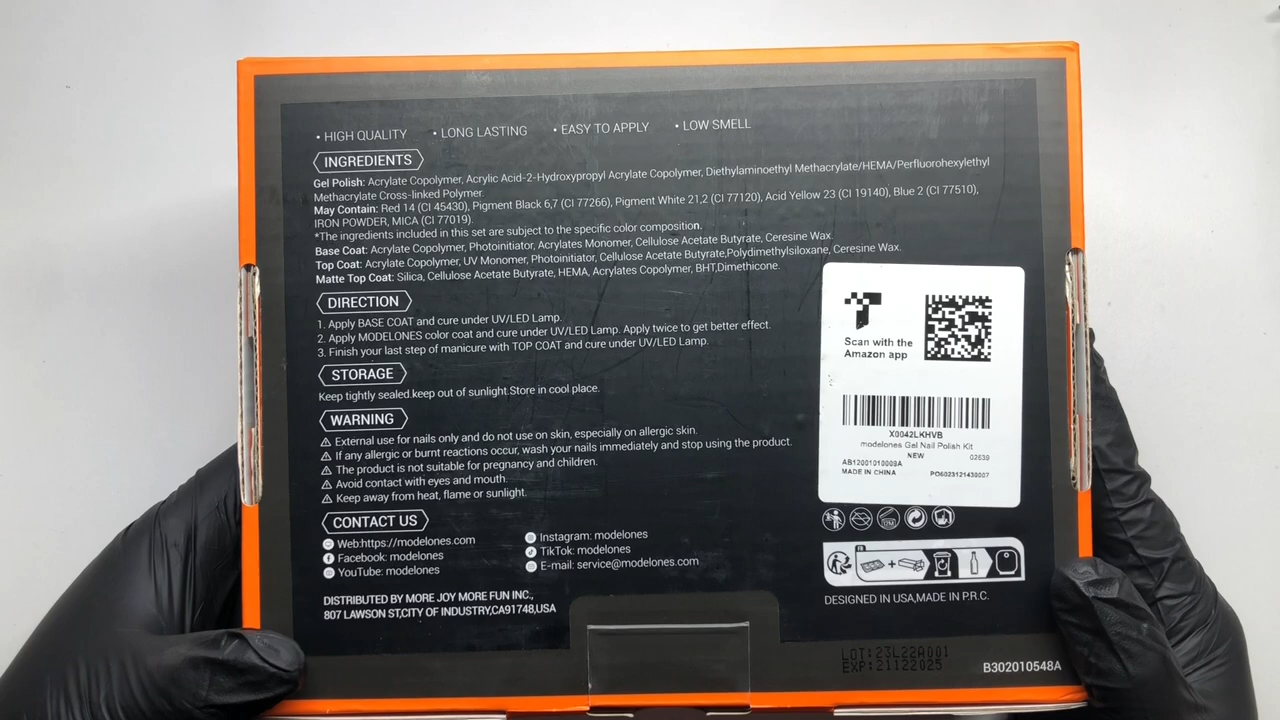 • HIGH QUALITY • LONG LASTING • EASY TO APPLY • LOW SMELL
INGREDIENTS
Gel Polish: Acrylate Copolymer, Acrylic Acid-2-Hydroxypropyl Acrylate Copolymer, Diethylaminoethyl Methacrylate/HEMA/Perfluorohexylethyl
Methacrylate Cross-linked Polymer.
May Contain: Red 14 (CI 45430), Pigment Black 6,7 (CI 77266), Pigment White 21,2 (CI 77120), Acid Yellow 23 (CI 19140), Blue 2 (CI 77510),
IRON POWDER, MICA (CI 77019).
*The ingredients included in this set are subject to the specific color composition.
Base Coat: Acrylate Copolymer, Photoinitiator, Acrylates Monomer, Cellulose Acetate Butyrate, Ceresine Wax.
Top Coat: Acrylate Copolymer, UV Monomer, Photoinitiator, Cellulose Acetate Butyrate,Polydimethylsiloxane, Ceresine Wax.
Matte Top Coat: Silica, Cellulose Acetate Butyrate, HEMA, Acrylates Copolymer, BHT,Dimethicone.
DIRECTION
1. Apply BASE COAT and cure under UV/LED Lamp.
2. Apply MODELONES color coat and cure under UV/LED Lamp. Apply twice to get better effect.
3. Finish your last step of manicure with TOP COAT and cure under UV/LED Lamp.
STORAGE
Keep tightly sealed.keep out of sunlight.Store in cool place.
WARNING
External use for nails only and do not use on skin, especially on allergic skin.
If any allergic or burnt reactions occur, wash your nails immediately and stop using the product.
The product is not suitable for pregnancy and children.
Avoid contact with eyes and mouth.
Keep away from heat, flame or sunlight.
CONTACT US
Web:https://modelones.com
Facebook: modelones
YouTube: modelones
Instagram: modelones
TikTok: modelones
E-mail: service@modelones.com
DISTRIBUTED BY MORE JOY MORE FUN INC.,
807 LAWSON ST,CITY OF INDUSTRY,CA91748,USA
Scan with the
Amazon app
X0042LKHVB
modelones Gel Nail Polish Kit
NEW 02639
AB12001010009A
MADE IN CHINA PO6023121430007
12M
FR
DESIGNED IN USA,MADE IN P.R.C.
LOT:23L22A001
EXP:21122025
B302010548A